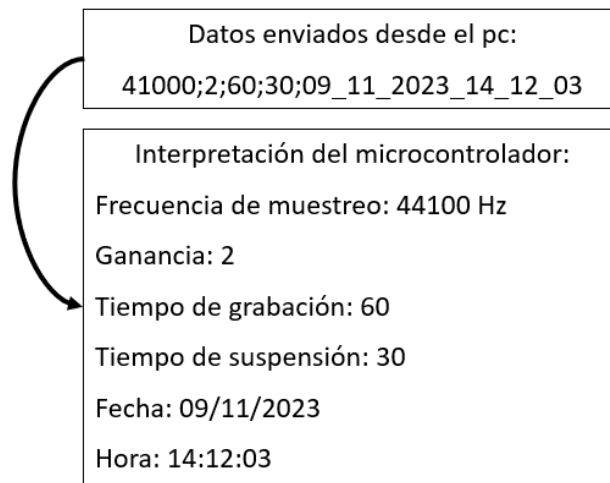 Datos enviados desde el pc:
41000;2;60;30;09_11_2023_14_12_03
Interpretación del microcontrolador:
Frecuencia de muestreo: 44100 Hz
Ganancia: 2
Tiempo de grabación: 60
Tiempo de suspensión: 30
Fecha: 09/11/2023
Hora: 14:12:03